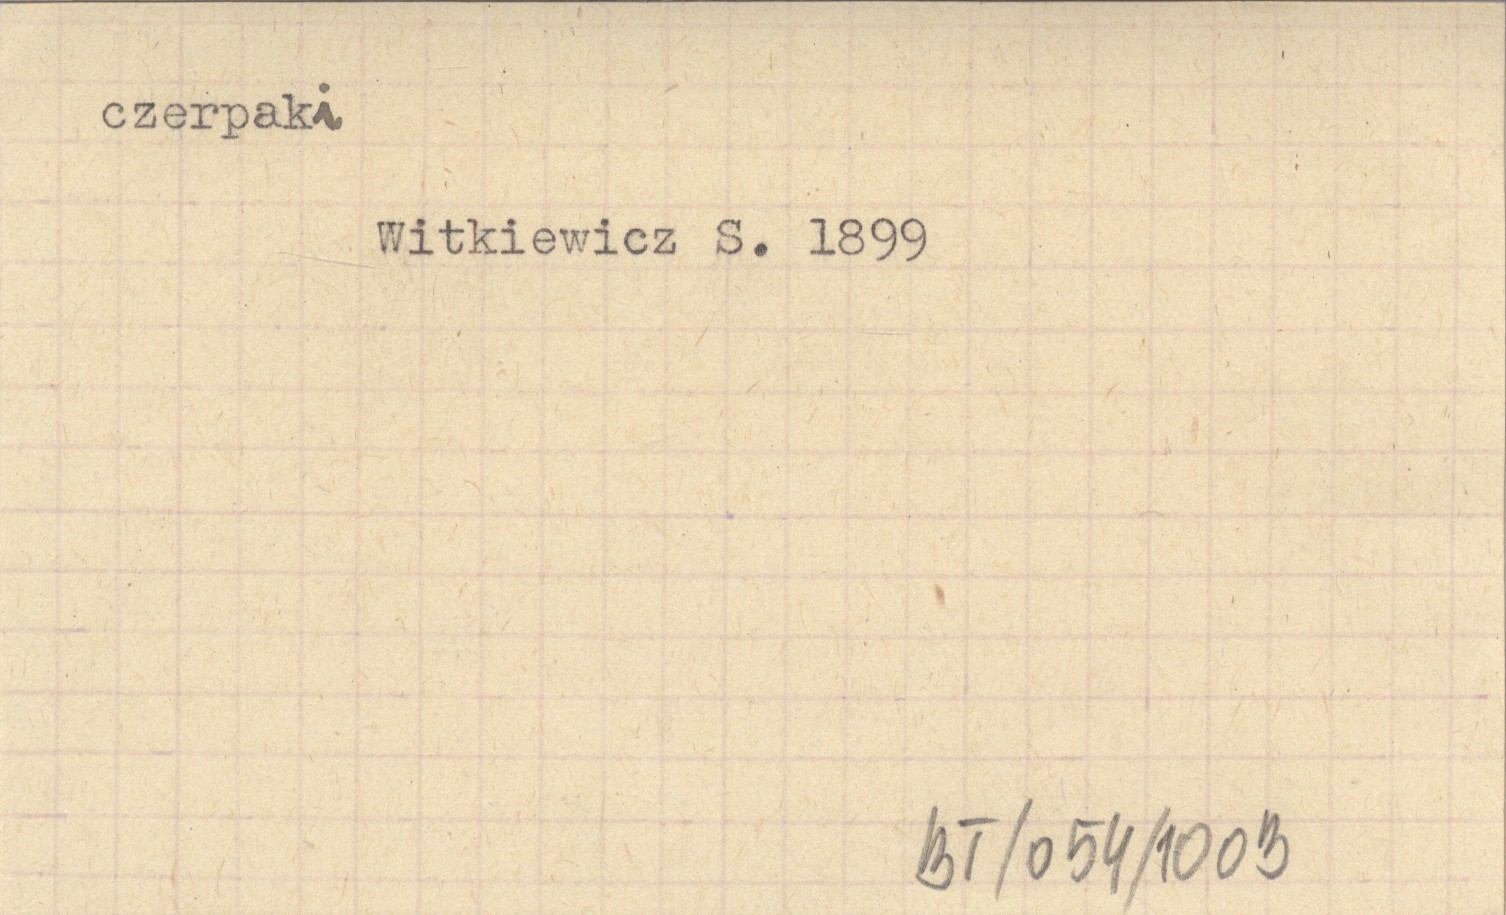 czerpaki
Witkiewicz S. 1899
BT/054/1003